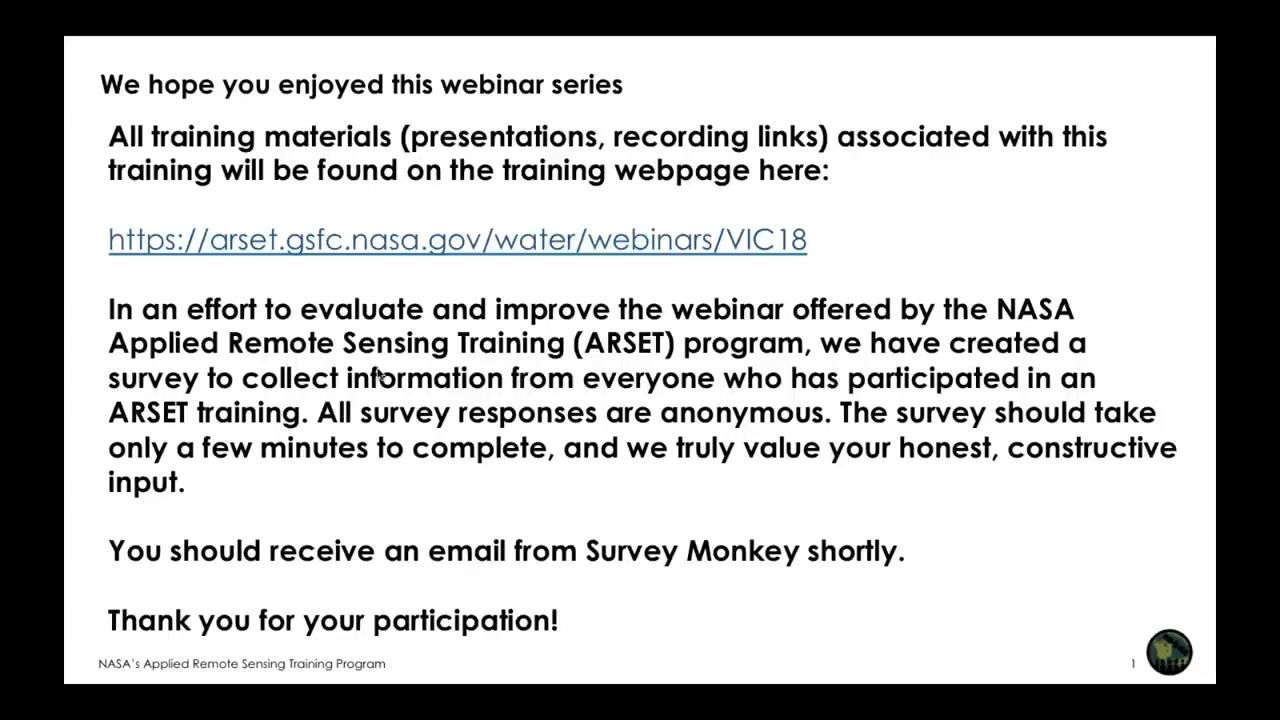 We hope you enjoyed this webinar series
All training materials (presentations, recording links) associated with this
training will be found on the training webpage here:
https://arset.gsfc.nasa.gov/water/webinars/VIC18
In an effort to evaluate and improve the webinar offered by the NASA
Applied Remote Sensing Training (ARSET) program, we have created a
survey to collect information from everyone who has participated in an
ARSET training. All survey responses are anonymous. The survey should take
only a few minutes to complete, and we truly value your honest, constructive
input.
You should receive an email from Survey Monkey shortly.
Thank you for your participation!
NASA's Applied Remote Sensing Training Program
1